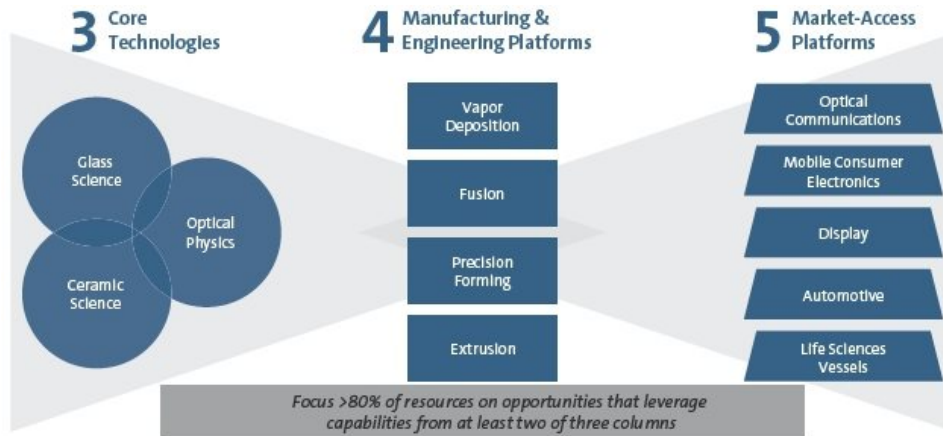 3 Core
Technologies
Glass
Science
Optical
Physics
Ceramic
Science
4 Manufacturing &
Engineering Platforms
Vapor
Deposition
Fusion
Precision
Forming
Extrusion
5 Market-Access
Platforms
Optical
Communications
Mobile Consumer
Electronics
Display
Automotive
Life Sciences
Vessels
Focus >80% of resources on opportunities that leverage
capabilities from at least two of three columns